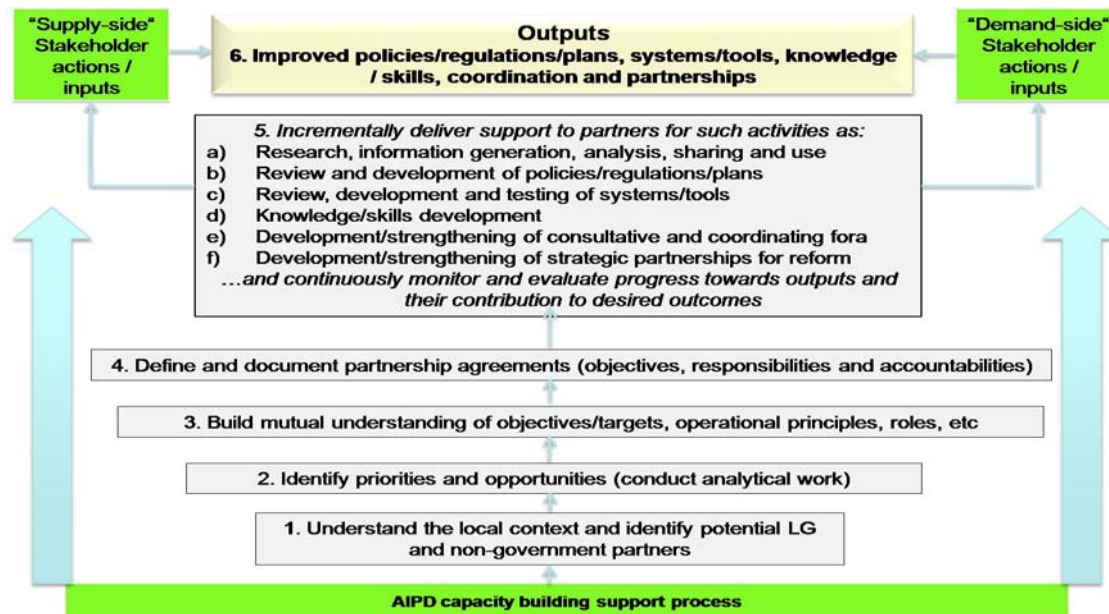 "Supply-side"
Stakeholder
actions /
inputs
Outputs
6. Improved policies/regulations/plans, systems/tools, knowledge
/ skills, coordination and partnerships
"Demand-side"
Stakeholder
actions /
inputs
5. Incrementally deliver support to partners for such activities as:
a) Research, information generation, analysis, sharing and use
b) Review and development of policies/regulations/plans
c) Review, development and testing of systems/tools
d) Knowledge/skills development
e) Development/strengthening of consultative and coordinating fora
f) Development/strengthening of strategic partnerships for reform
…and continuously monitor and evaluate progress towards outputs and
their contribution to desired outcomes
4. Define and document partnership agreements (objectives, responsibilities and accountabilities)
3. Build mutual understanding of objectives/targets, operational principles, roles, etc
2. Identify priorities and opportunities (conduct analytical work)
1. Understand the local context and identify potential LG
and non-government partners
AIPD capacity building support process